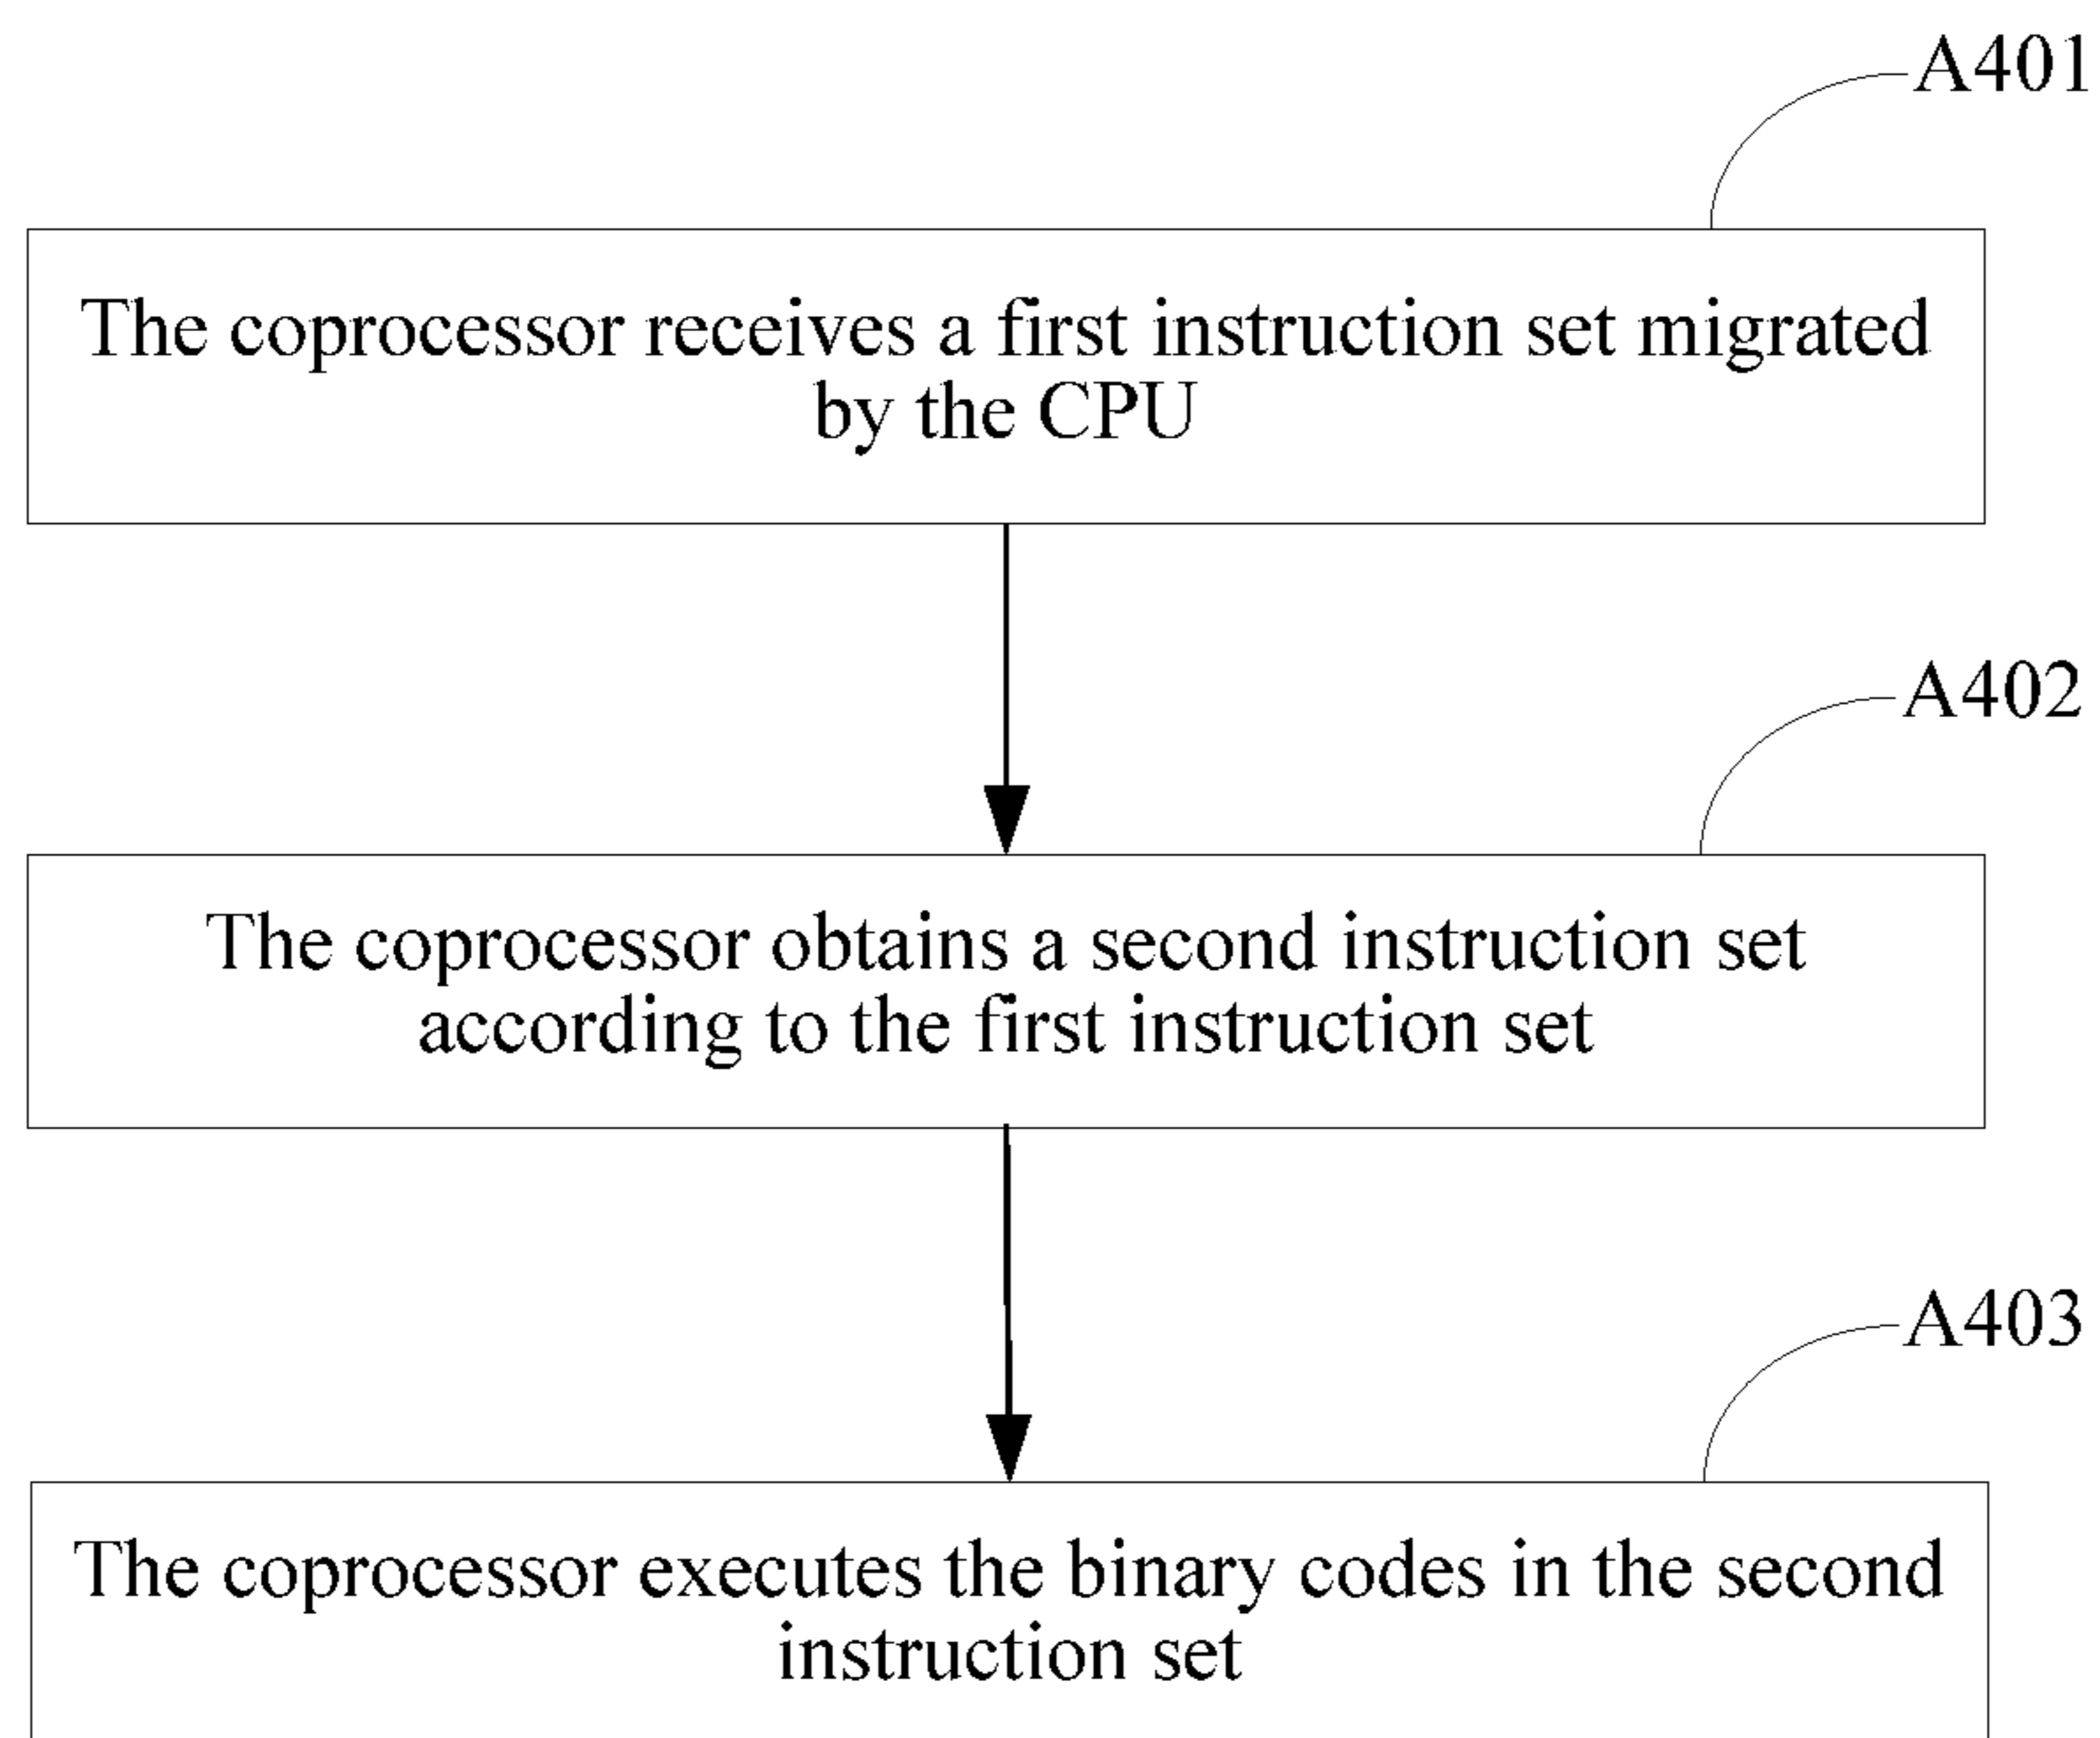 A401
The coprocessor receives a first instruction set migrated
by the CPU
A402
The coprocessor obtains a second instruction set
according to the first instruction set
A403
The coprocessor executes the binary codes in the second
instruction set